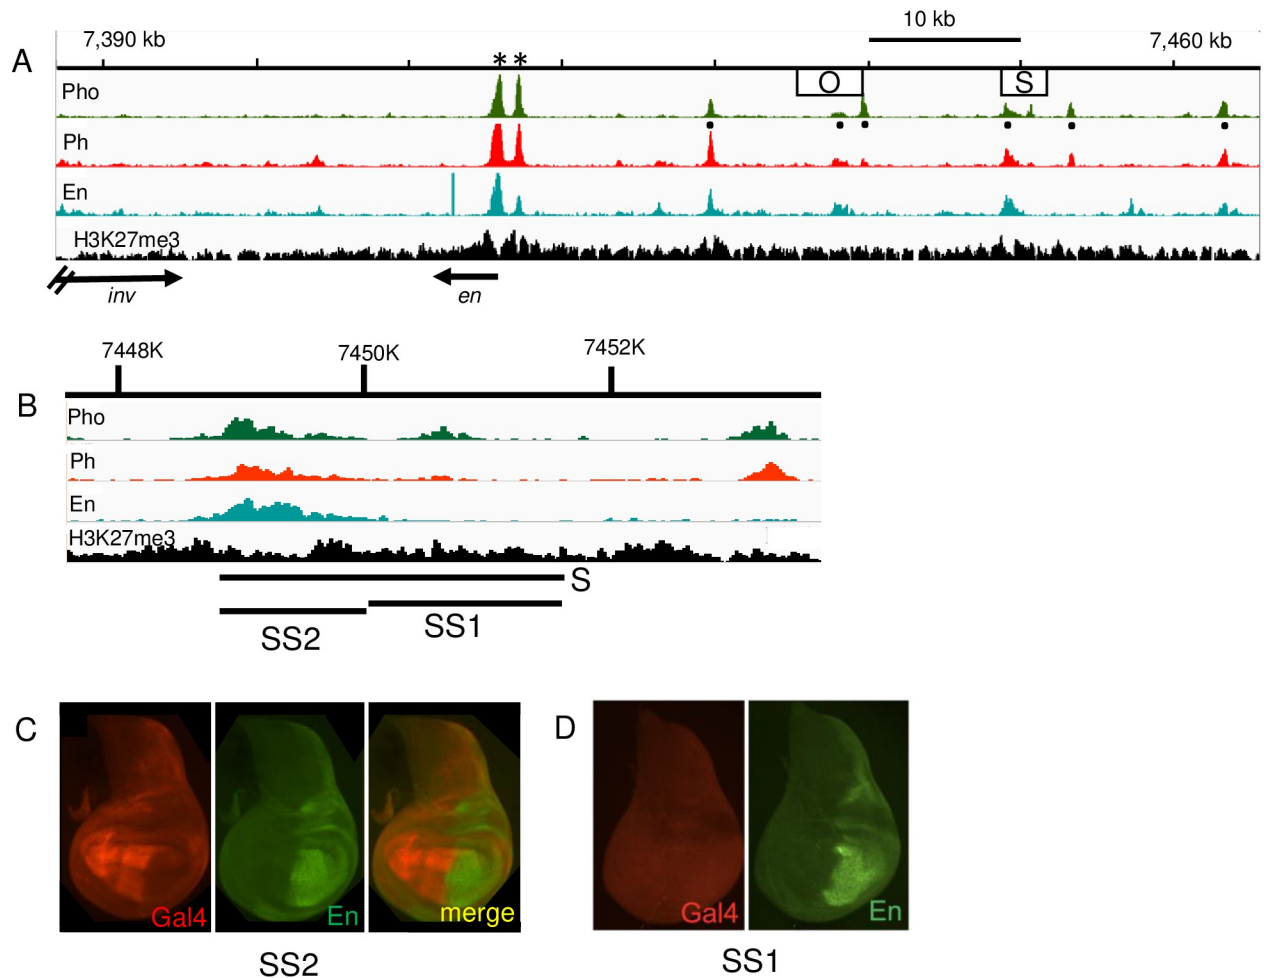 10 kb
7,390 kb
7,460 kb
A
* *
Pho
O
S
Ph
En
H3K27me3
inv
en
7448K
7450K
7452K
B
Pho
Ph
En
H3K27me3
S
SS2
SS1
C
D
Gal4
En
merge
Gal4
En
SS2
SS1